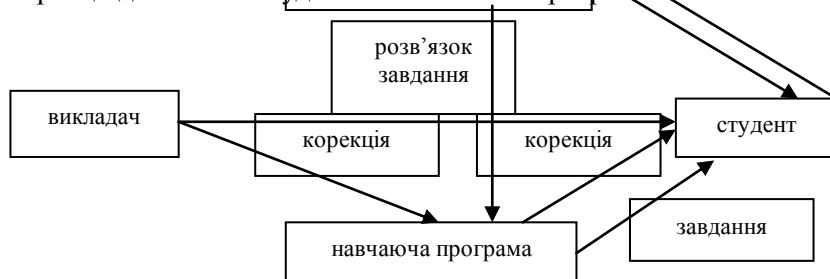 розв’язок
завдання
викладач
корекція
корекція
студент
завдання
навчаюча програма